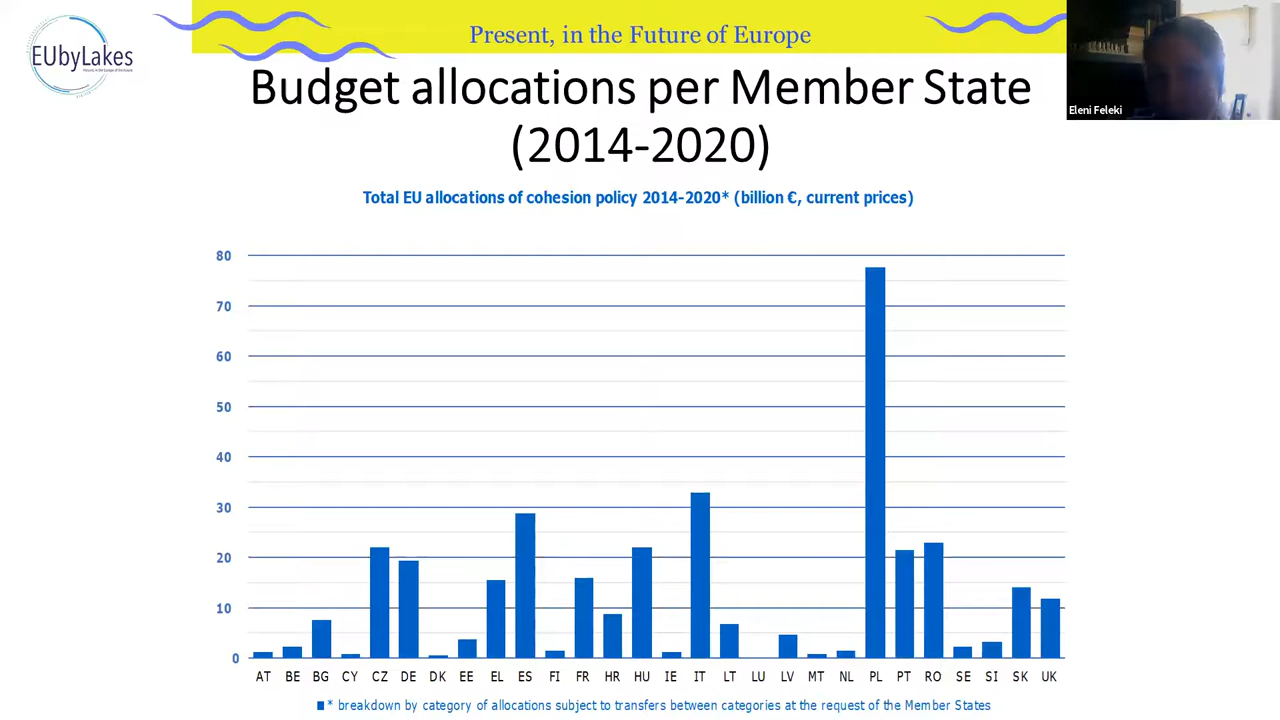 EUbyLakes
Present, in the Future of Europe
Eleni Feleki
Budget allocations per Member State
(2014-2020)
Total EU allocations of cohesion policy 2014-2020* (billion €, current prices)
80
70
60
50
40
30
20
10
0
AT BE BG CY CZ DE DK EE EL ES FI FR HR HU IE IT LT LU LV MT NL PL PT RO SE SI SK UK
* breakdown by category of allocations subject to transfers between categories at the request of the Member States